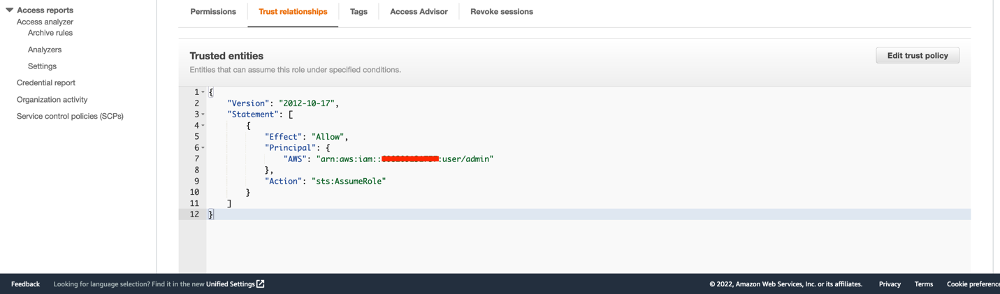 Access reports
Access analyzer
Archive rules
Analyzers
Settings
Credential report
Organization activity
Service control policies (SCPs)
Permissions Trust relationships Tags Access Advisor Revoke sessions
Trusted entities
Entities that can assume this role under specified conditions.
Edit trust policy
1 {
2 "Version": "2012-10-17",
3 "Statement": [
4 {
5 "Effect": "Allow",
6 "Principal": {
7 "AWS": "arn:aws:iam:: :user/admin"
8 },
9 "Action": "sts:AssumeRole"
10 }
11 ]
12 }
Feedback Looking for language selection? Find it in the new Unified Settings © 2022, Amazon Web Services, Inc. or its affiliates. Privacy Terms Cookie preference